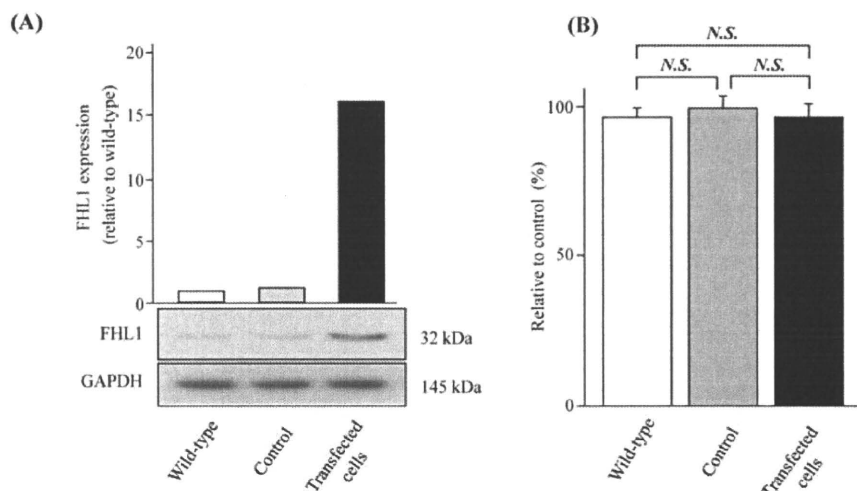 (A)
20
15
10
5
0
FHL1 expression
(relative to wild-type)
FHL1
32 kDa
GAPDH
145 kDa
Wild-type
Control
Transfected
cells
(B)
N.S.
N.S.
N.S.
100
50
0
Relative to control (%)
Wild-type
Control
Transfected
cells